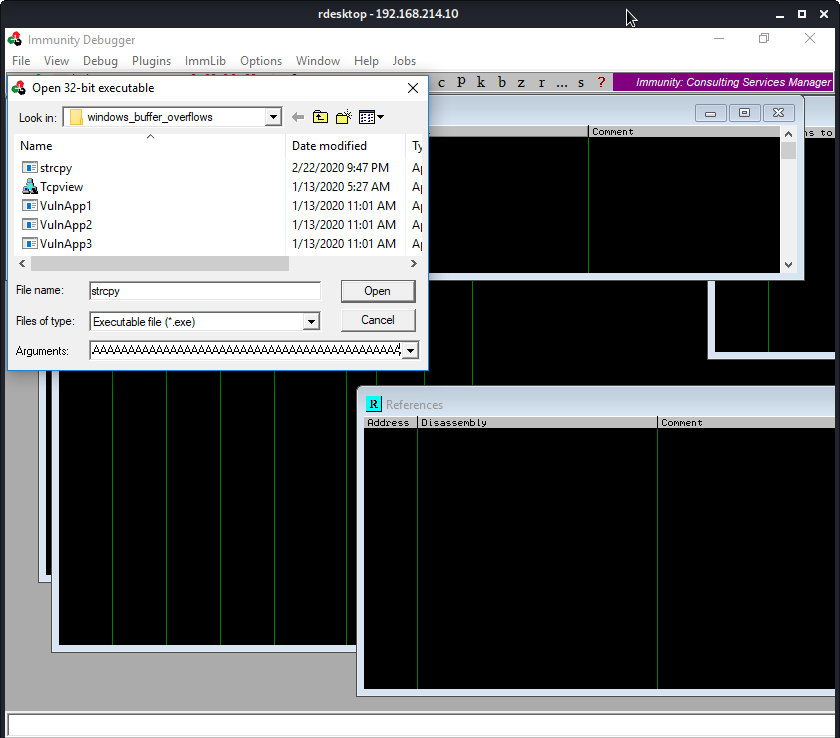 rdesktop - 192.168.214.10
Immunity Debugger
File View Debug Plugins ImmLib Options Window Help Jobs
Open 32-bit executable
c P k b z r ... s ? Immunity: Consulting Services Manager
Look in: windows_buffer_overflows
Name Date modified
strcpy 2/22/2020 9:47 PM
Tcpview 1/13/2020 5:27 AM
VulnApp1 1/13/2020 11:01 AM
VulnApp2 1/13/2020 11:01 AM
VulnApp3 1/13/2020 11:01 AM
File name: strcpy Open
Files of type: Executable file (*.exe) Cancel
Arguments:
Comment
R References
Address Disassembly Comment